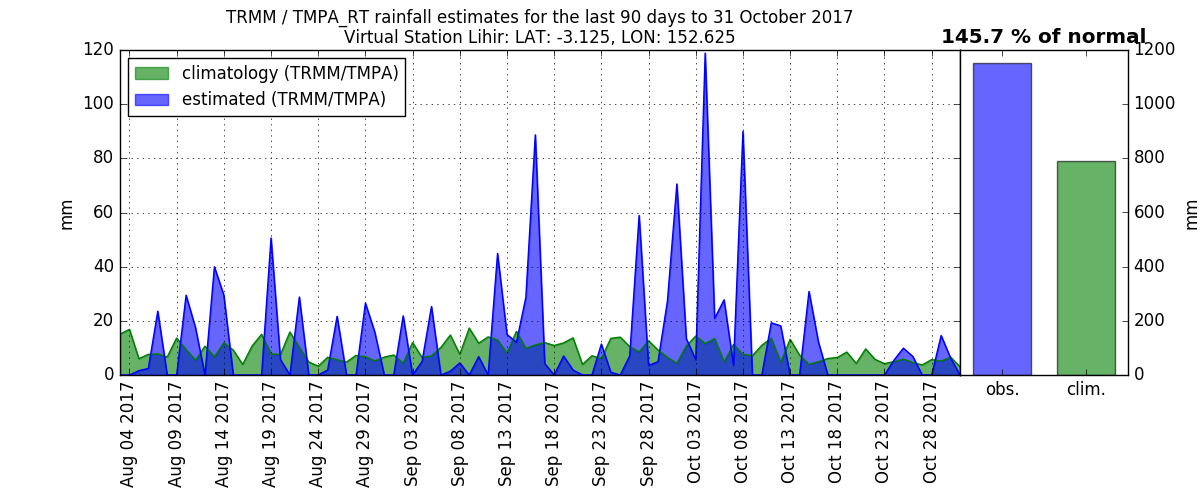 TRMM / TMPA_RT rainfall estimates for the last 90 days to 31 October 2017
Virtual Station Lihir: LAT: -3.125, LON: 152.625
145.7 % of normal
climatology (TRMM/TMPA)
estimated (TRMM/TMPA)
mm
120
100
80
60
40
20
0
Aug 04 2017
Aug 09 2017
Aug 14 2017
Aug 19 2017
Aug 24 2017
Aug 29 2017
Sep 03 2017
Sep 08 2017
Sep 13 2017
Sep 18 2017
Sep 23 2017
Sep 28 2017
Oct 03 2017
Oct 08 2017
Oct 13 2017
Oct 18 2017
Oct 23 2017
Oct 28 2017
1200
1000
800
600
400
200
0
mm
obs.
clim.